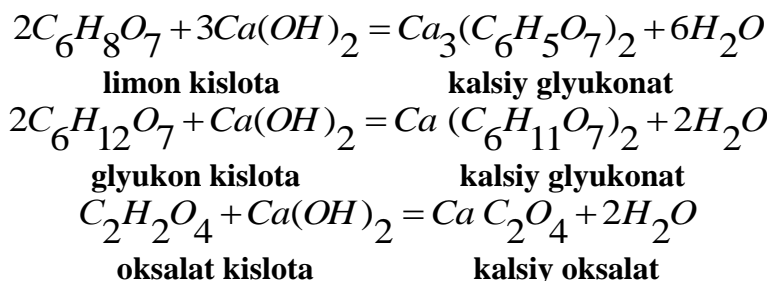 2C₆H₈O₇ + 3Ca(OH)₂ = Ca₃(C₆H₅O₇)₂ + 6H₂O
limon kislota kalsiy glyukonat
2C₆H₁₂O₇ + Ca(OH)₂ = Ca (C₆H₁₁O₇)₂ + 2H₂O
glyukon kislota kalsiy glyukonat
C₂H₂O₄ + Ca(OH)₂ = Ca C₂O₄ + 2H₂O
oksalat kislota kalsiy oksalat